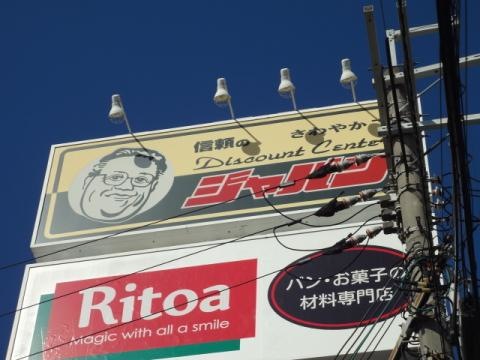 信頼の さわやか
Discount Center
ジャパン
Ritoa
Magic with all a smile
パン・お菓子の
材料専門店